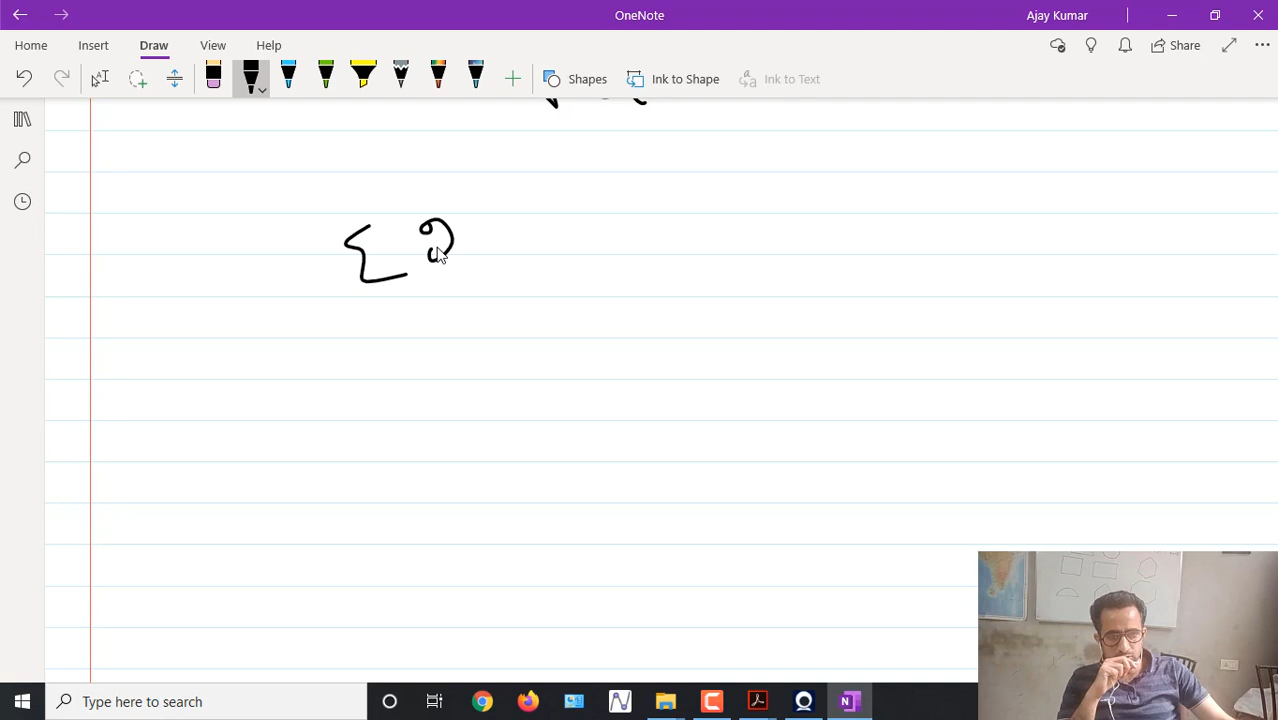 OneNote
Ajay Kumar
Home Insert Draw View Help
Share
Shapes
Ink to Shape
Ink to Text
Type here to search